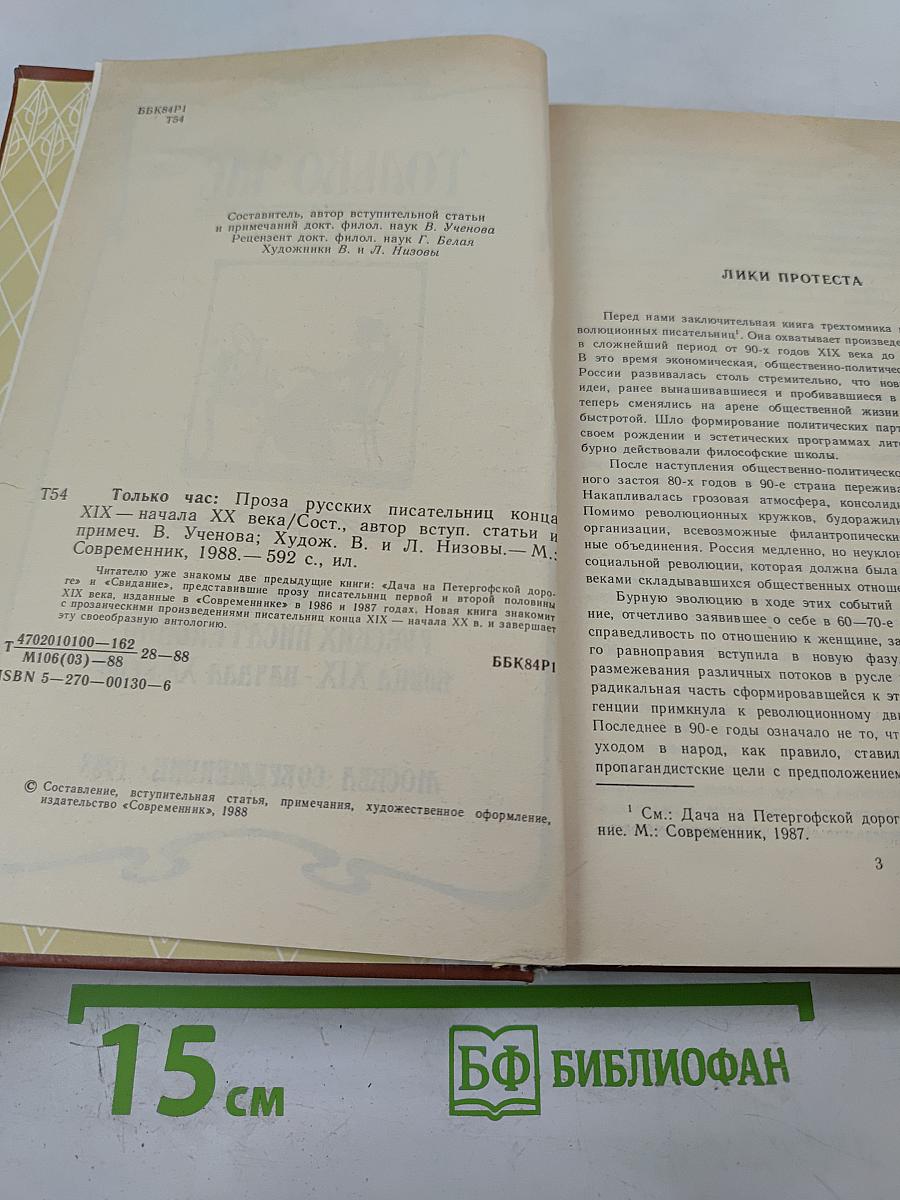 ББК84Р1
Т54
Составитель, автор вступительной статьи
и примечаний докт. филол. наук В. Ученова
Рецензент докт. филол. наук Г. Белая
Художники В. и Л. Низовы
Т54 Только час: Проза русских писательниц конца
XIX — начала XX века/Сост., автор вступ. статьи и
примеч. В. Ученова; Худож. В. и Л. Низовы.— М.:
Современник, 1988.— 592 с., ил.
Читателю уже знакомы две предыдущие книги: «Дача на Петергофской доро-
ге» и «Свидание», представившие прозу писательниц первой и второй половины
XIX века, изданные в «Современнике» в 1986 и 1987 годах. Новая книга знакомит
с прозаическими произведениями писательниц конца XIX — начала XX в. и завершает
эту своеобразную антологию.
Т 4702010100—162 28—88
М106(03)—88
ББК84Р1
ISBN 5—270—00130—6
© Составление, вступительная статья, примечания, художественное оформление,
издательство «Современник», 1988
ЛИКИ ПРОТЕСТА
Перед нами заключительная книга трехтомника
волюционных писательниц¹. Она охватывает произведе
в сложнейший период от 90-х годов XIX века до
В это время экономическая, общественно-политичес
России развивалась столь стремительно, что нов
идеи, ранее вынашивавшиеся и пробивавшиеся в
теперь сменялись на арене общественной жизни
быстротой. Шло формирование политических парт
своем рождении и эстетических программах лите
бурно действовали философские школы.
После наступления общественно-политическо
ного застоя 80-х годов в 90-е страна пережива
Накапливалась грозовая атмосфера, консолиди
Помимо революционных кружков, будоражили
организации, всевозможные филантропически
ные объединения. Россия медленно, но неуклон
социальной революции, которая должна была
веками складывавшихся общественных отноше
Бурную эволюцию в ходе этих событий
ние, отчетливо заявившее о себе в 60—70-е
справедливость по отношению к женщине, за
го равноправия вступила в новую фазу
размежевания различных потоков в русле
радикальная часть сформировавшейся к эт
генции примкнула к революционному дви
Последнее в 90-е годы означало не то, чт
уходом в народ, как правило, ставил
пропагандистские цели с предположением
¹ См.: Дача на Петергофской дорог
ние. М.: Современник, 1987.
3
15 см
БФ БИБЛИОФАН